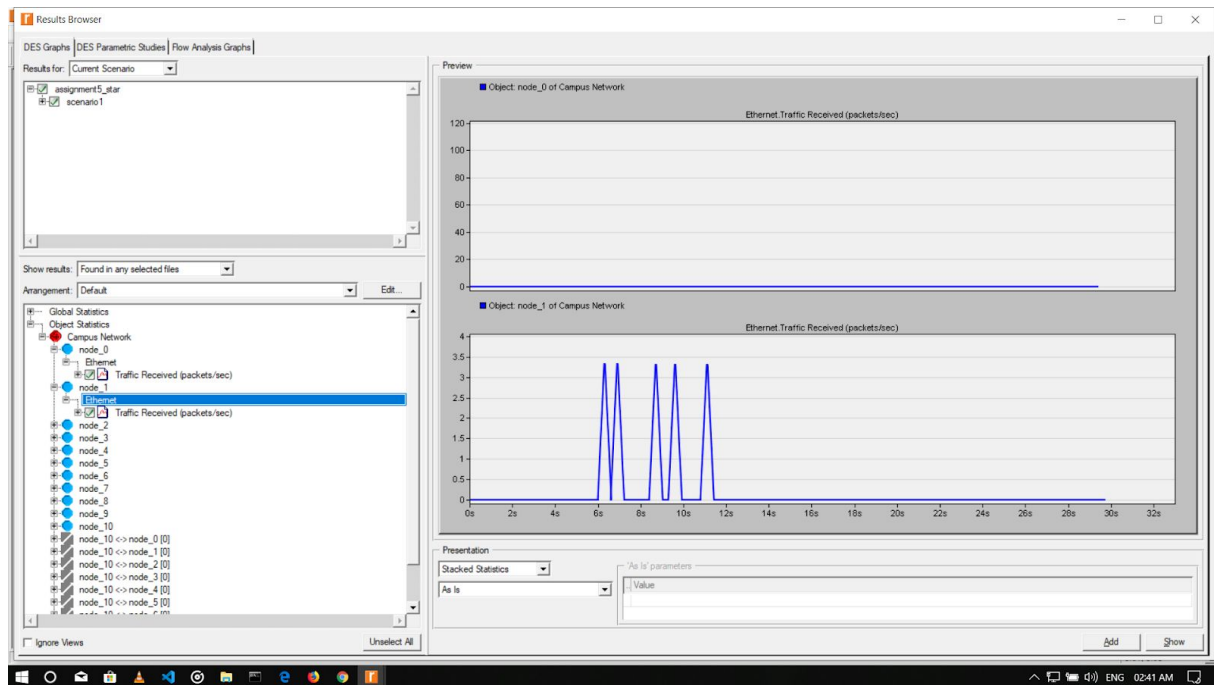 Results Browser
DES Graphs DES Parametric Studies Flow Analysis Graphs
Results for: Current Scenario
assignment5_star
scenario1
Show results: Found in any selected files
Arrangement: Default Edit...
Global Statistics
Object Statistics
Campus Network
node_0
Ethernet
Traffic Received (packets/sec)
node_1
Ethernet
Traffic Received (packets/sec)
node_2
node_3
node_4
node_5
node_6
node_7
node_8
node_9
node_10
node_10 <-> node_0 [0]
node_10 <-> node_1 [0]
node_10 <-> node_2 [0]
node_10 <-> node_3 [0]
node_10 <-> node_4 [0]
node_10 <-> node_5 [0]
Ignore Views Unselect All
Preview
Object: node_0 of Campus Network
Ethernet.Traffic Received (packets/sec)
120
100
80
60
40
20
0
Object: node_1 of Campus Network
Ethernet.Traffic Received (packets/sec)
4
3.5
3
2.5
2
1.5
1
0.5
0
0s 2s 4s 6s 8s 10s 12s 14s 16s 18s 20s 22s 24s 26s 28s 30s 32s
Presentation
Stacked Statistics
As Is
'As Is' parameters
Value
Add Show
ENG 02:41 AM